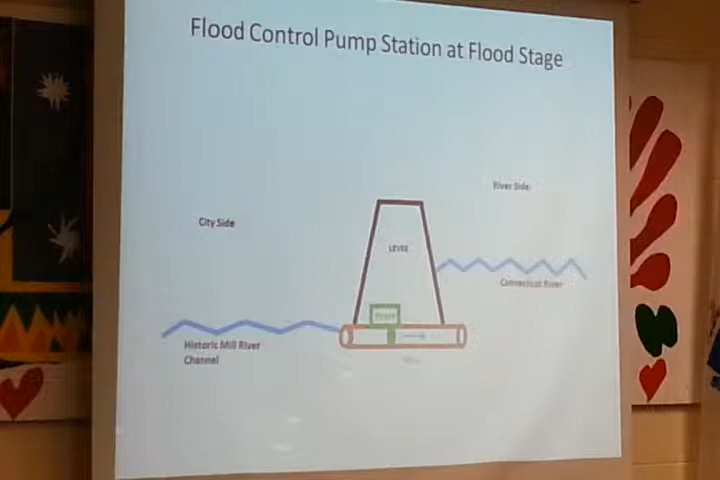 Flood Control Pump Station at Flood Stage
River Side
City Side
LEVEE
Connecticut River
Historic Mill River
Channel